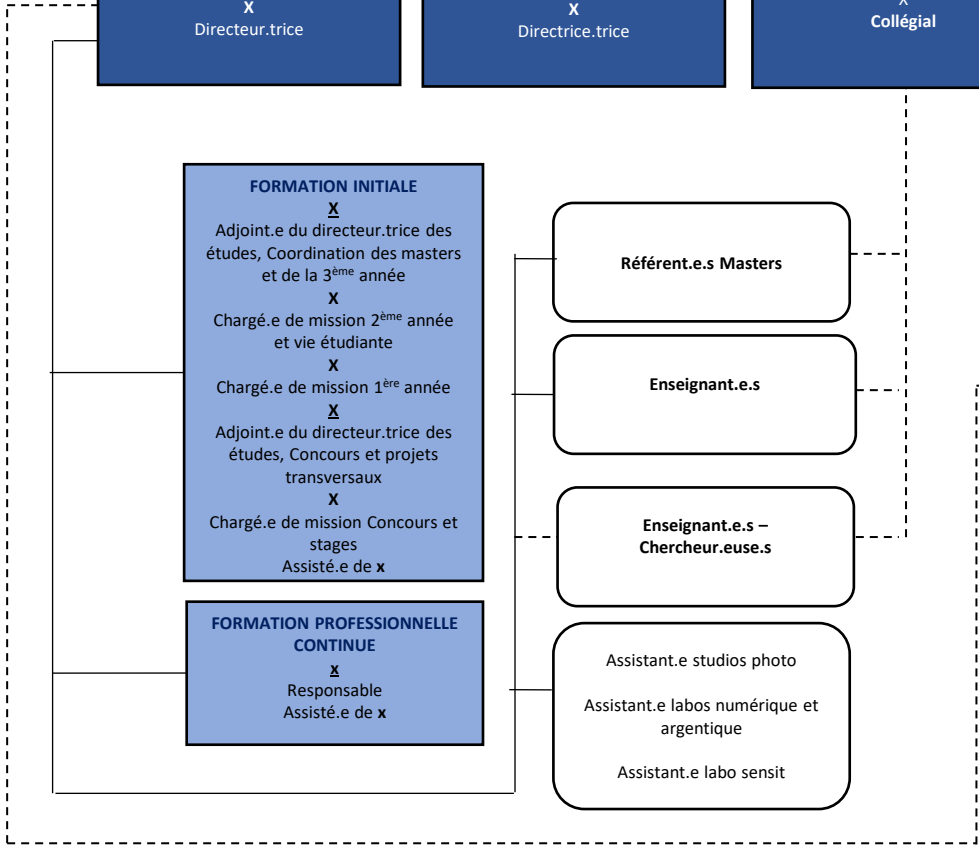 X
Directeur.trice
X
Directrice.trice
X
Collégial
FORMATION INITIALE
X
Adjoint.e du directeur.trice des
études, Coordination des masters
et de la 3ème année
X
Chargé.e de mission 2ème année
et vie étudiante
X
Chargé.e de mission 1ère année
X
Adjoint.e du directeur.trice des
études, Concours et projets
transversaux
X
Chargé.e de mission Concours et
stages
Assisté.e de x
FORMATION PROFESSIONNELLE
CONTINUE
x
Responsable
Assisté.e de x
Référent.e.s Masters
Enseignant.e.s
Enseignant.e.s –
Chercheur.euse.s
Assistant.e studios photo
Assistant.e labos numérique et
argentique
Assistant.e labo sensit